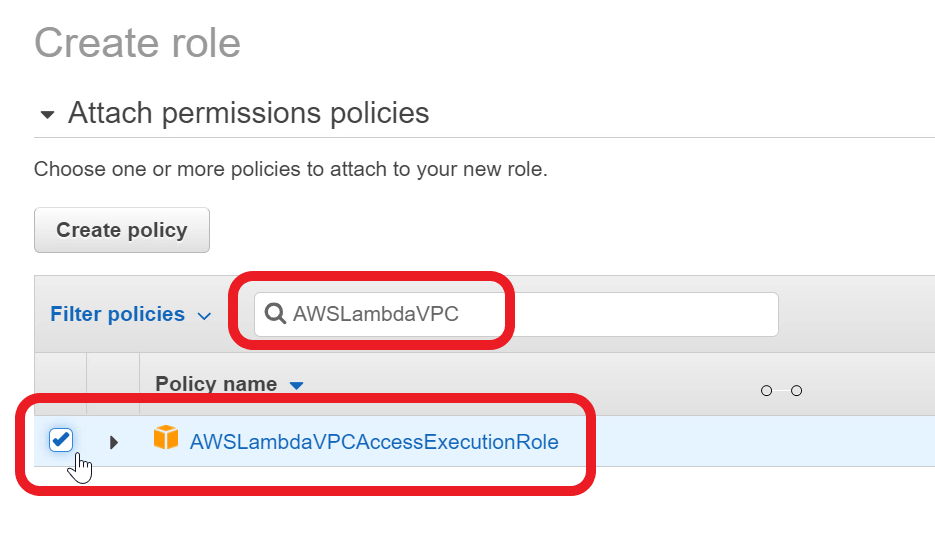 Create role
Attach permissions policies
Choose one or more policies to attach to your new role.
Create policy
Filter policies
AWSLambdaVPC
Policy name
AWSLambdaVPCAccessExecutionRole